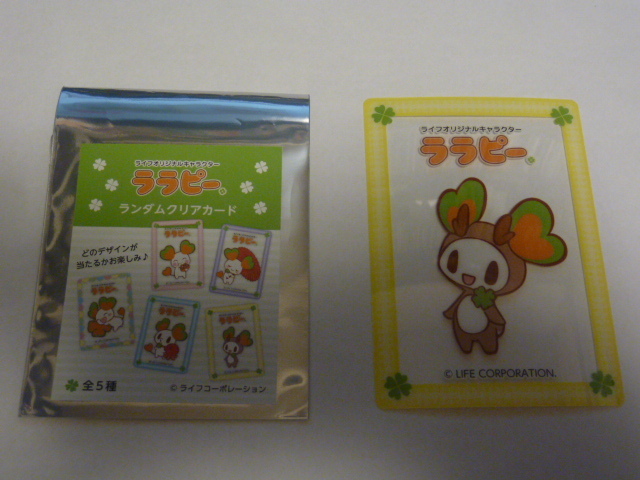 ライフオリジナルキャラクター
ララピー
ランダムクリアカード
どのデザインが
当たるかお楽しみ♪
全5種
© ライフコーポレーション
ライフオリジナルキャラクター
ララピー
© LIFE CORPORATION.